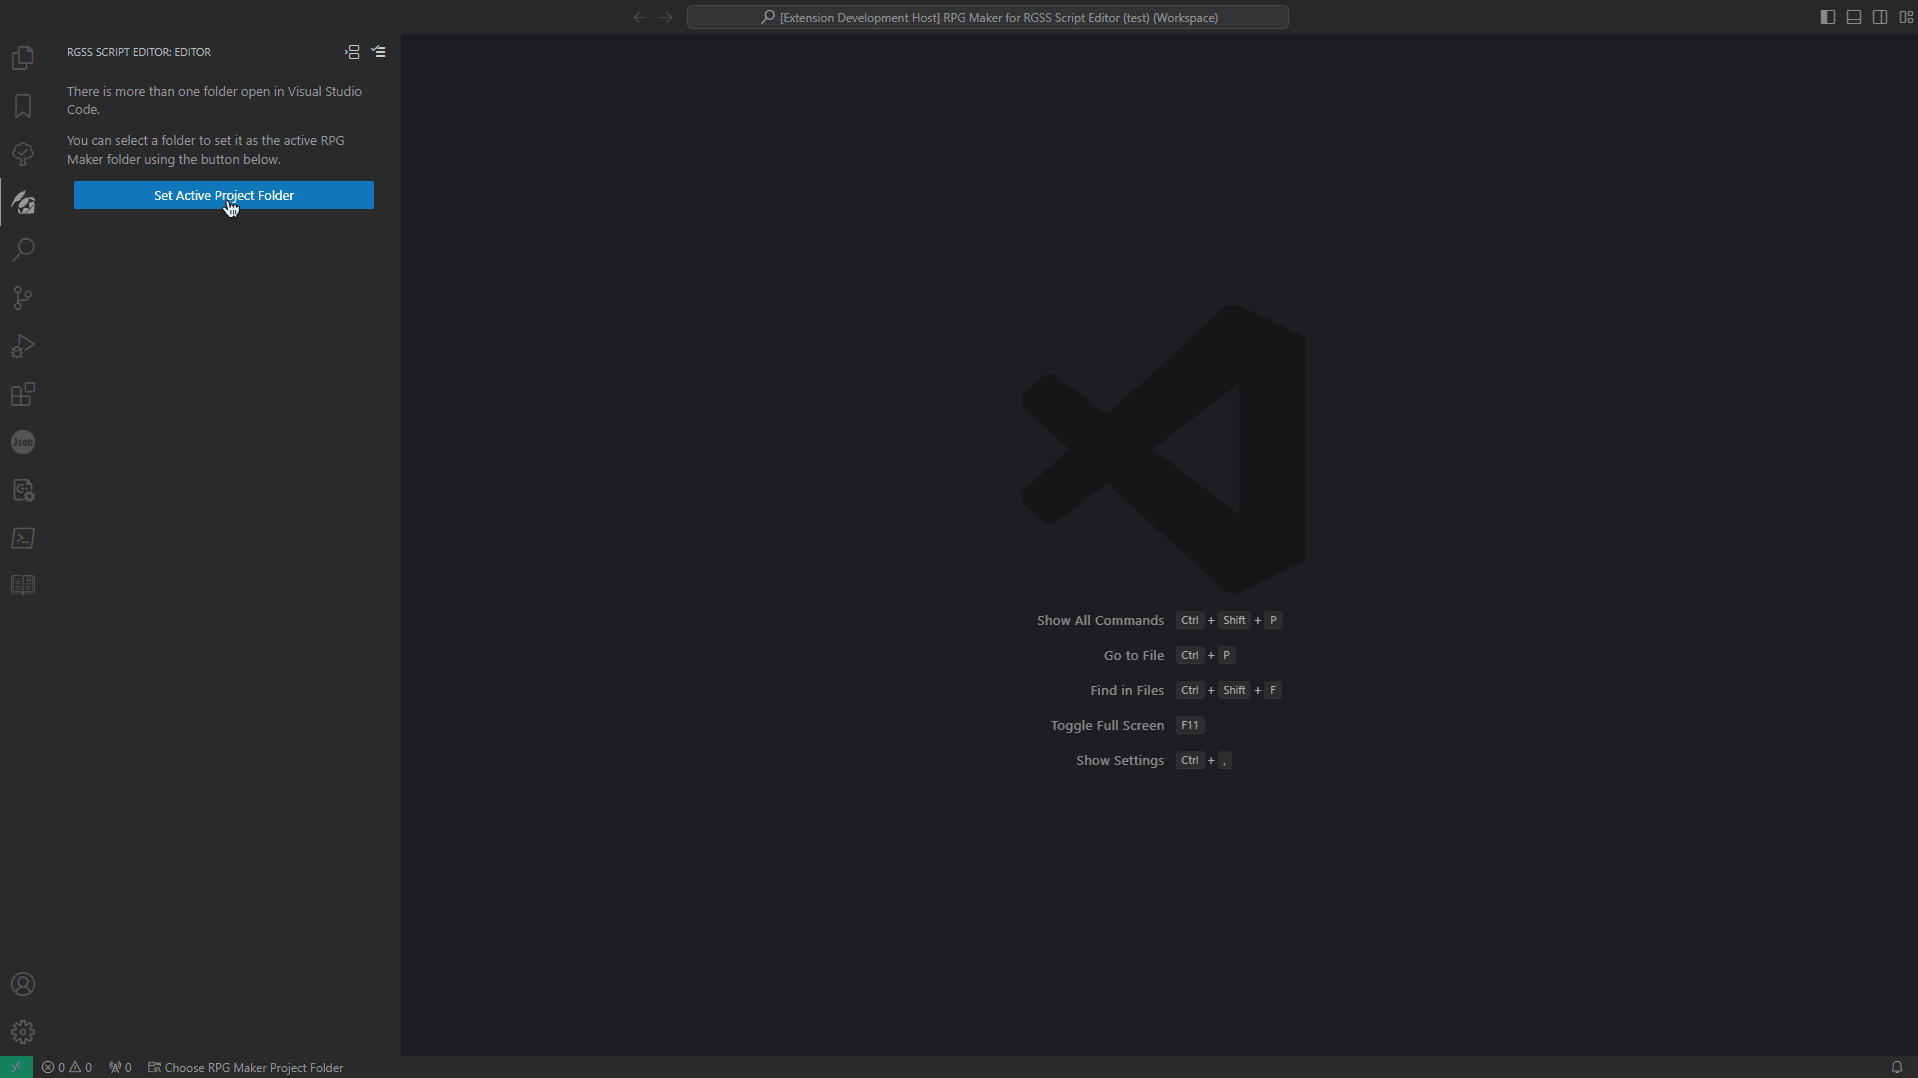 [Extension Development Host] RPG Maker for RGSS Script Editor (test) (Workspace)
RGSS SCRIPT EDITOR: EDITOR
There is more than one folder open in Visual Studio
Code.
You can select a folder to set it as the active RPG
Maker folder using the button below.
Set Active Project Folder
Json
Show All Commands Ctrl + Shift + P
Go to File Ctrl + P
Find in Files Ctrl + Shift + F
Toggle Full Screen F11
Show Settings Ctrl + ,
0 0 0 Choose RPG Maker Project Folder